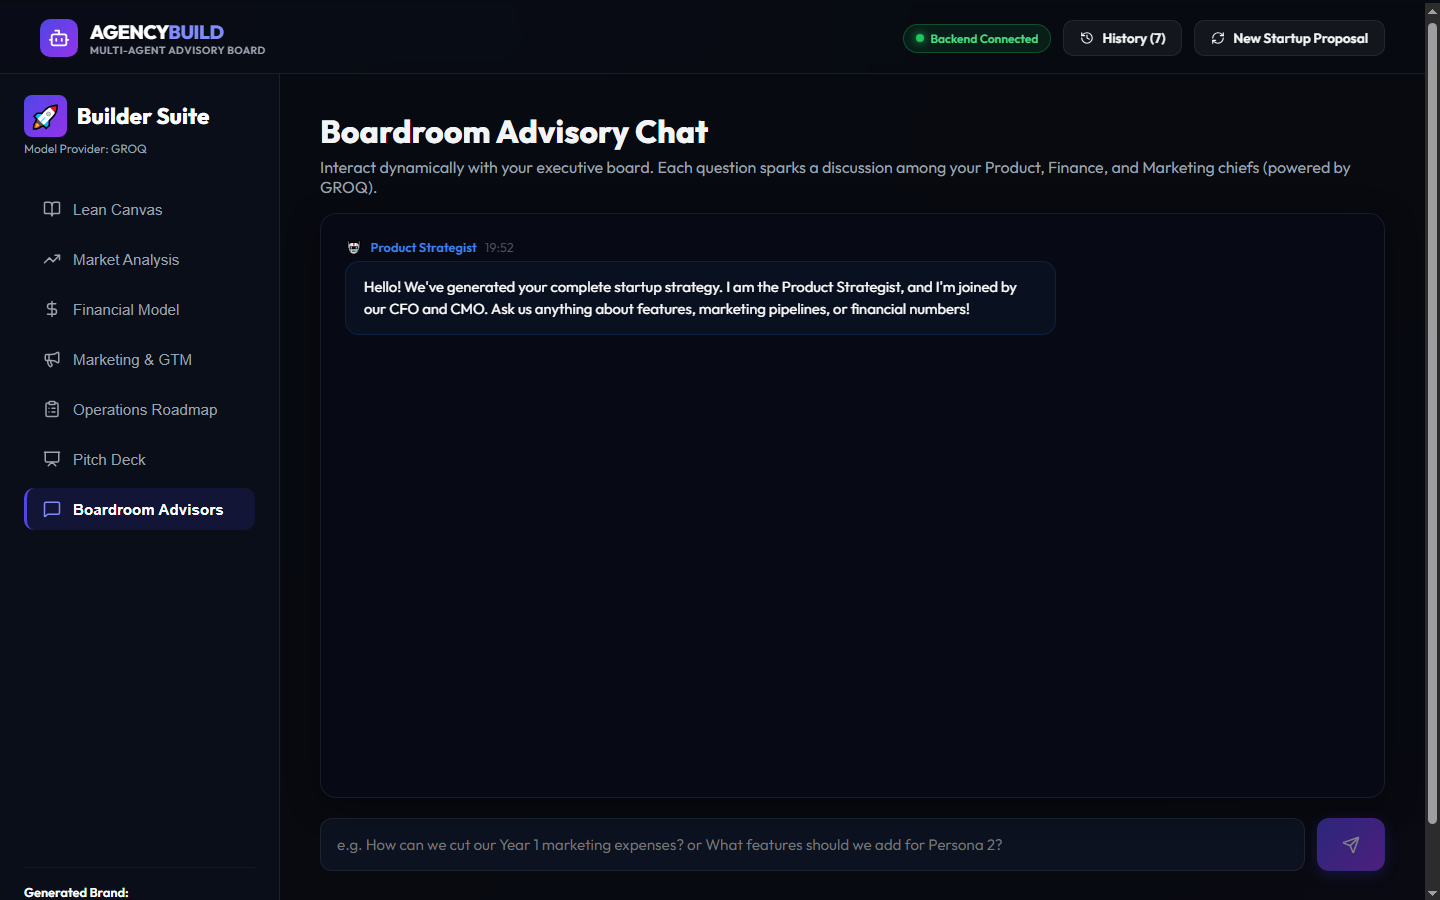 AGENCYBUILD
MULTI-AGENT ADVISORY BOARD
Backend Connected
History (7)
New Startup Proposal
Builder Suite
Model Provider: GROQ
Lean Canvas
Market Analysis
Financial Model
Marketing & GTM
Operations Roadmap
Pitch Deck
Boardroom Advisors
Generated Brand:
Boardroom Advisory Chat
Interact dynamically with your executive board. Each question sparks a discussion among your Product, Finance, and Marketing chiefs (powered by
GROQ).
Product Strategist 19:52
Hello! We've generated your complete startup strategy. I am the Product Strategist, and I'm joined by
our CFO and CMO. Ask us anything about features, marketing pipelines, or financial numbers!
e.g. How can we cut our Year 1 marketing expenses? or What features should we add for Persona 2?